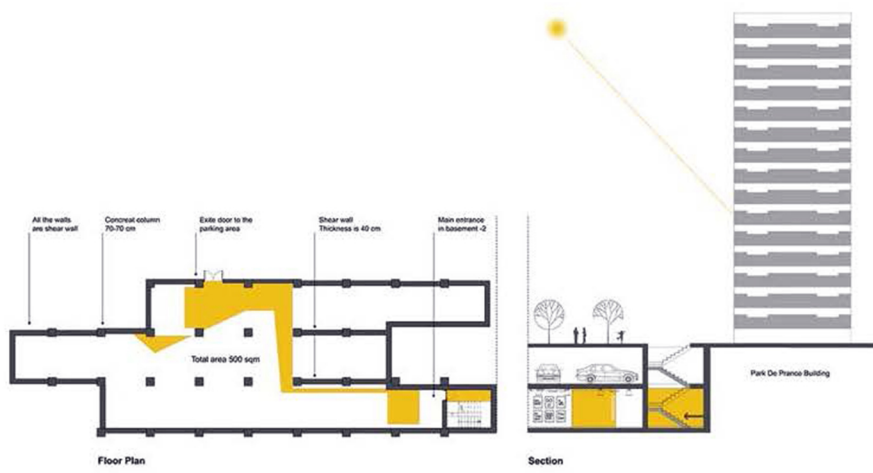 All the walls
are shear wall
Concreat column
70-70 cm
Exite door to the
parking area
Shear wall
Thickness is 40 cm
Main entrance
in basement -2
Total area 500 sqm
Park De Prance Building
Floor Plan
Section